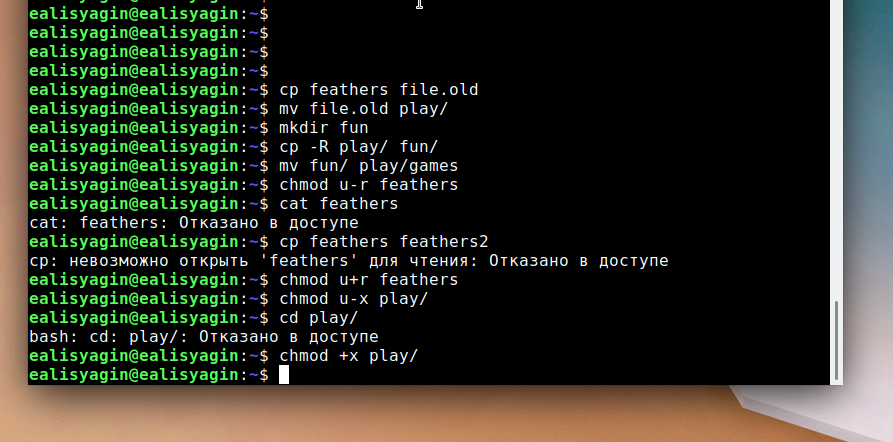 ealisyagin@ealisyagin:~$
ealisyagin@ealisyagin:~$
ealisyagin@ealisyagin:~$
ealisyagin@ealisyagin:~$
ealisyagin@ealisyagin:~$ cp feathers file.old
ealisyagin@ealisyagin:~$ mv file.old play/
ealisyagin@ealisyagin:~$ mkdir fun
ealisyagin@ealisyagin:~$ cp -R play/ fun/
ealisyagin@ealisyagin:~$ mv fun/ play/games
ealisyagin@ealisyagin:~$ chmod u-r feathers
ealisyagin@ealisyagin:~$ cat feathers
cat: feathers: Отказано в доступе
ealisyagin@ealisyagin:~$ cp feathers feathers2
cp: невозможно открыть 'feathers' для чтения: Отказано в доступе
ealisyagin@ealisyagin:~$ chmod u+r feathers
ealisyagin@ealisyagin:~$ chmod u-x play/
ealisyagin@ealisyagin:~$ cd play/
bash: cd: play/: Отказано в доступе
ealisyagin@ealisyagin:~$ chmod +x play/
ealisyagin@ealisyagin:~$